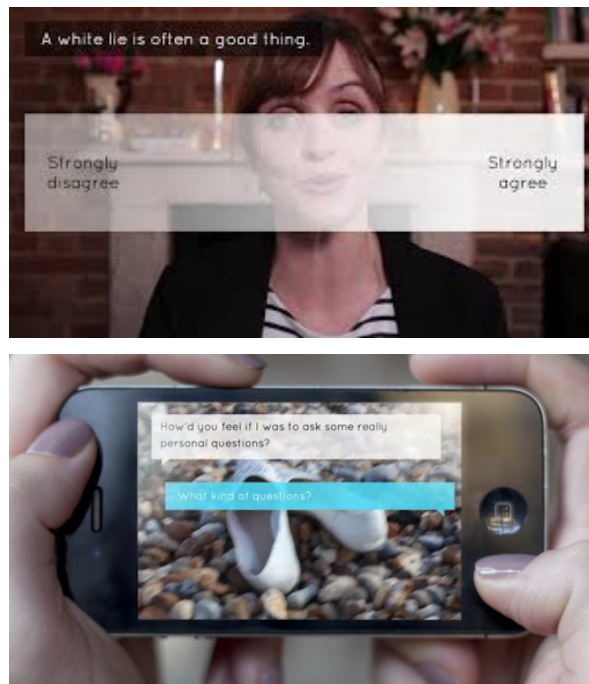 A white lie is often a good thing.
Strongly
disagree
Strongly
agree
How'd you feel if I was to ask some really
personal questions?
What kind of questions?